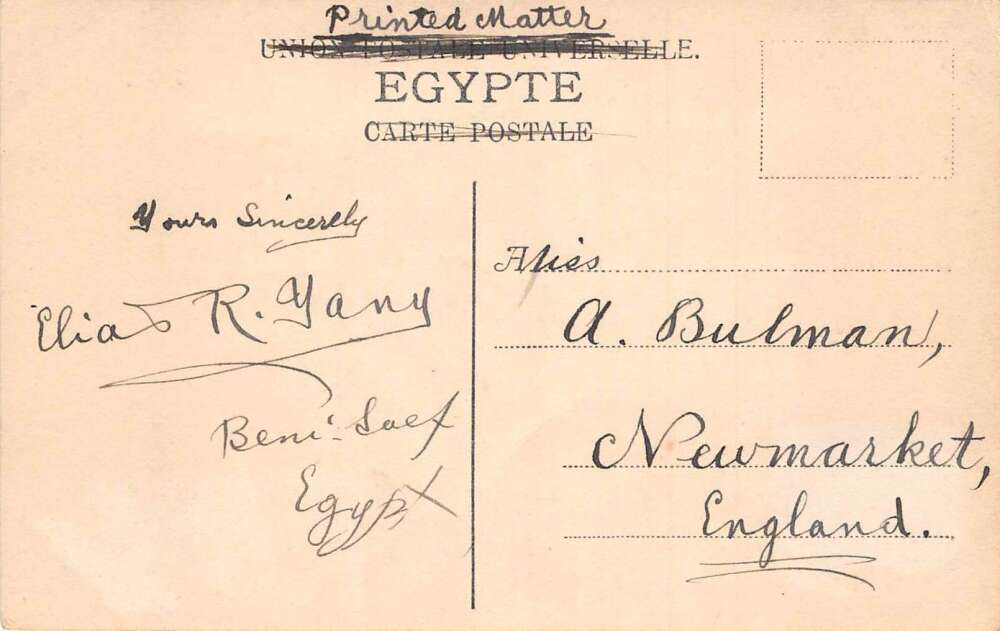 Printed Matter
UNION POSTALE UNIVERSELLE.
EGYPTE
CARTE POSTALE
Yours Sincerely
Elias R. Yany
Beni-Suef
Egypt
Miss
A. Bulman,
Newmarket,
England.